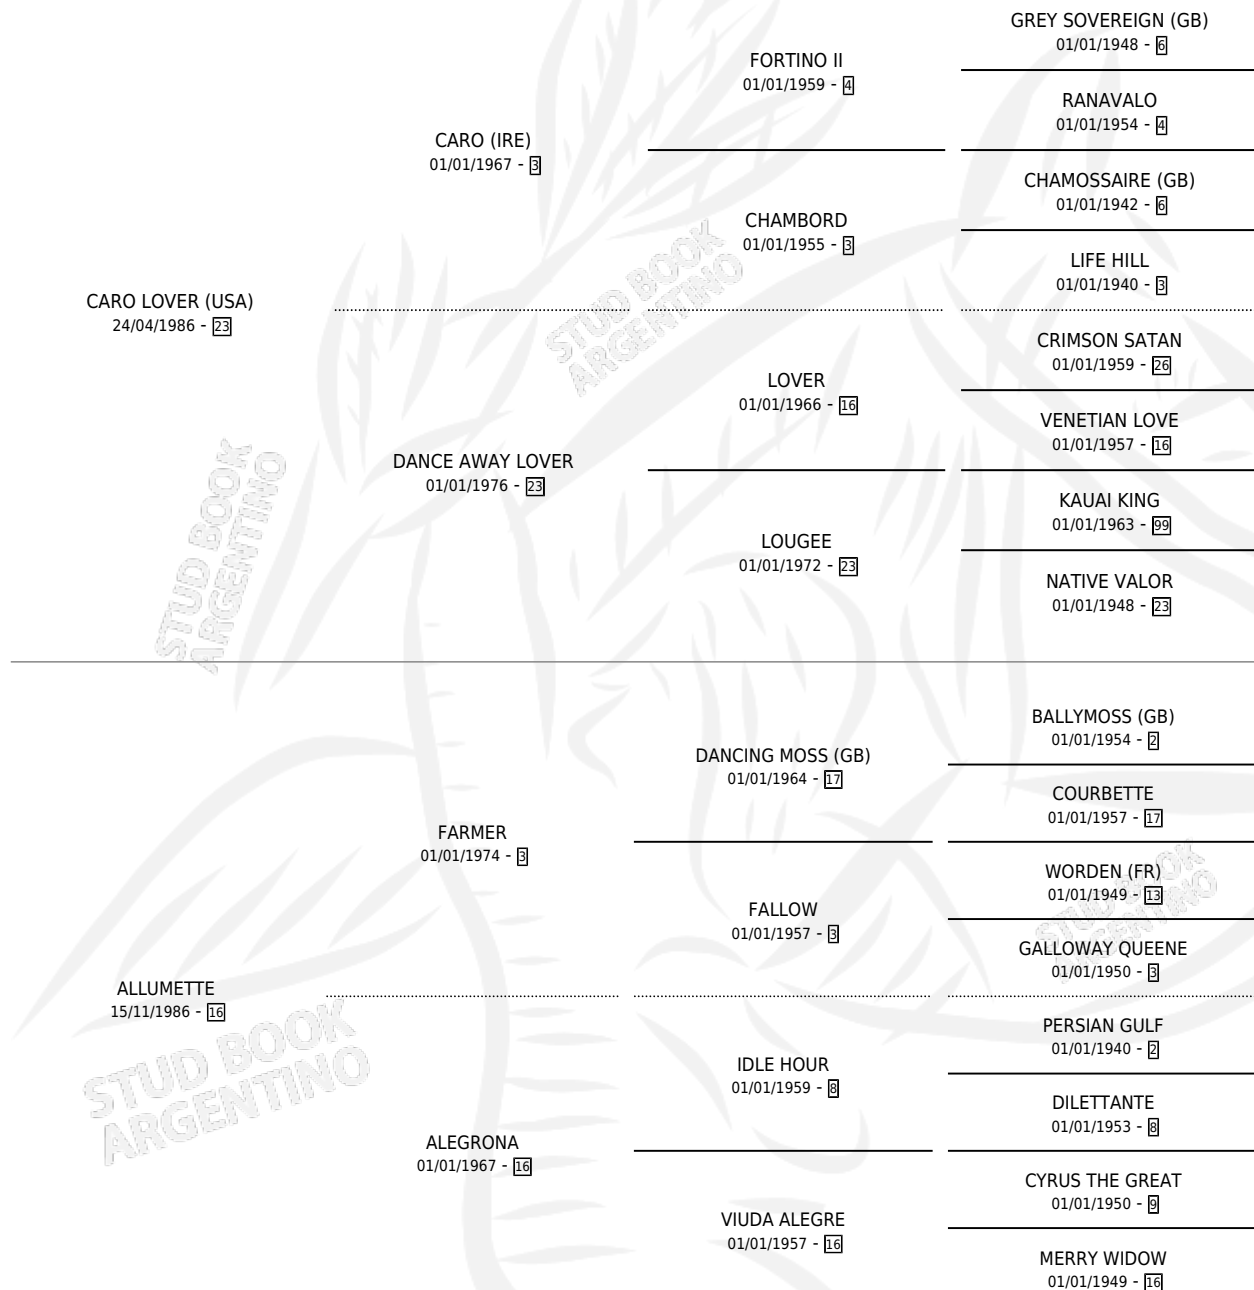 GREY SOVEREIGN (GB)
01/01/1948 - 6
FORTINO II
01/01/1959 - 4
RANAVALO
01/01/1954 - 4
CARO (IRE)
01/01/1967 - 3
CHAMOSSAIRE (GB)
01/01/1942 - 6
CHAMBORD
01/01/1955 - 3
LIFE HILL
01/01/1940 - 3
CARO LOVER (USA)
24/04/1986 - 23
CRIMSON SATAN
01/01/1959 - 26
LOVER
01/01/1966 - 16
VENETIAN LOVE
01/01/1957 - 16
DANCE AWAY LOVER
01/01/1976 - 23
KAUAI KING
01/01/1963 - 99
LOUGEE
01/01/1972 - 23
NATIVE VALOR
01/01/1948 - 23
STUD BOOK
ARGENTINO
STUD BOOK
ARGENTINO
BALLYMOSS (GB)
01/01/1954 - 2
DANCING MOSS (GB)
01/01/1964 - 17
COURBETTE
01/01/1957 - 17
FARMER
01/01/1974 - 3
WORDEN (FR)
01/01/1949 - 13
FALLOW
01/01/1957 - 3
GALLOWAY QUEENE
01/01/1950 - 3
ALLUMETTE
15/11/1986 - 16
PERSIAN GULF
01/01/1940 - 2
IDLE HOUR
01/01/1959 - 8
DILETTANTE
01/01/1953 - 8
ALEGRONA
01/01/1967 - 16
CYRUS THE GREAT
01/01/1950 - 9
VIUDA ALEGRE
01/01/1957 - 16
MERRY WIDOW
01/01/1949 - 16
STUD BOOK
ARGENTINO
STUD BOOK
ARGENTINO